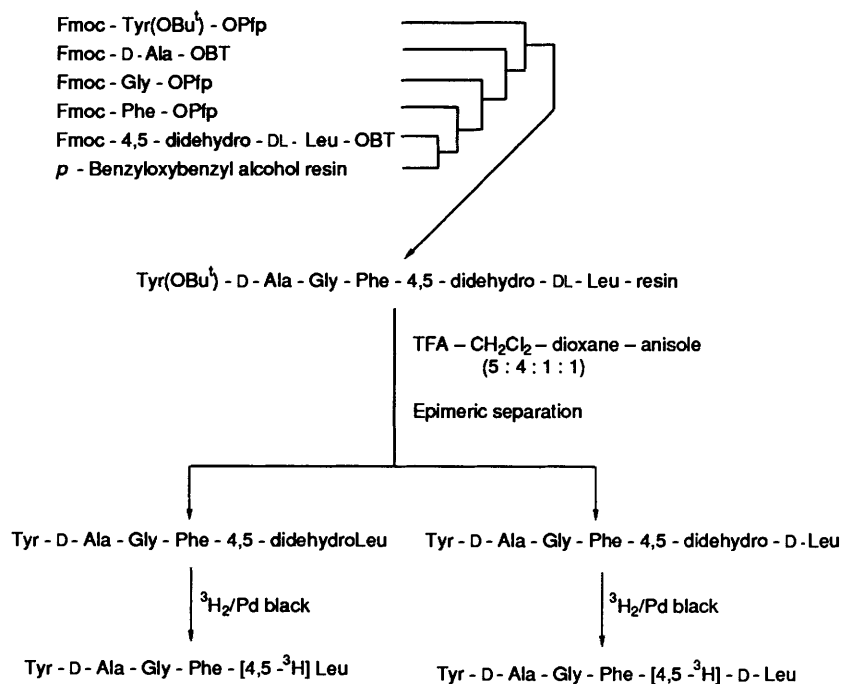 Fmoc - Tyr(OBuᵗ) - OPfp
Fmoc - D - Ala - OBT
Fmoc - Gly - OPfp
Fmoc - Phe - OPfp
Fmoc - 4,5 - didehydro - DL - Leu - OBT
p - Benzyloxybenzyl alcohol resin
Tyr(OBuᵗ) - D - Ala - Gly - Phe - 4,5 - didehydro - DL - Leu - resin
TFA – CH₂Cl₂ – dioxane – anisole
(5 : 4 : 1 : 1)
Epimeric separation
Tyr - D - Ala - Gly - Phe - 4,5 - didehydroLeu
Tyr - D - Ala - Gly - Phe - 4,5 - didehydro - D - Leu
³H₂/Pd black
³H₂/Pd black
Tyr - D - Ala - Gly - Phe - [4,5 -³H] Leu
Tyr - D - Ala - Gly - Phe - [4,5 -³H] - D - Leu